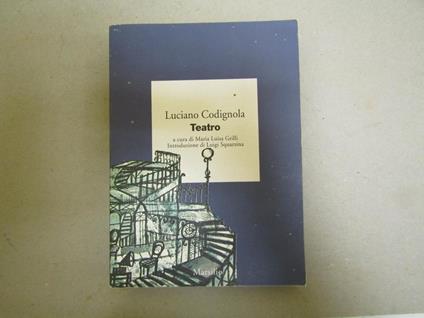 Luciano Codignola
Teatro
a cura di Maria Luisa Grilli
Introduzione di Luigi Squarzina
Marsilio